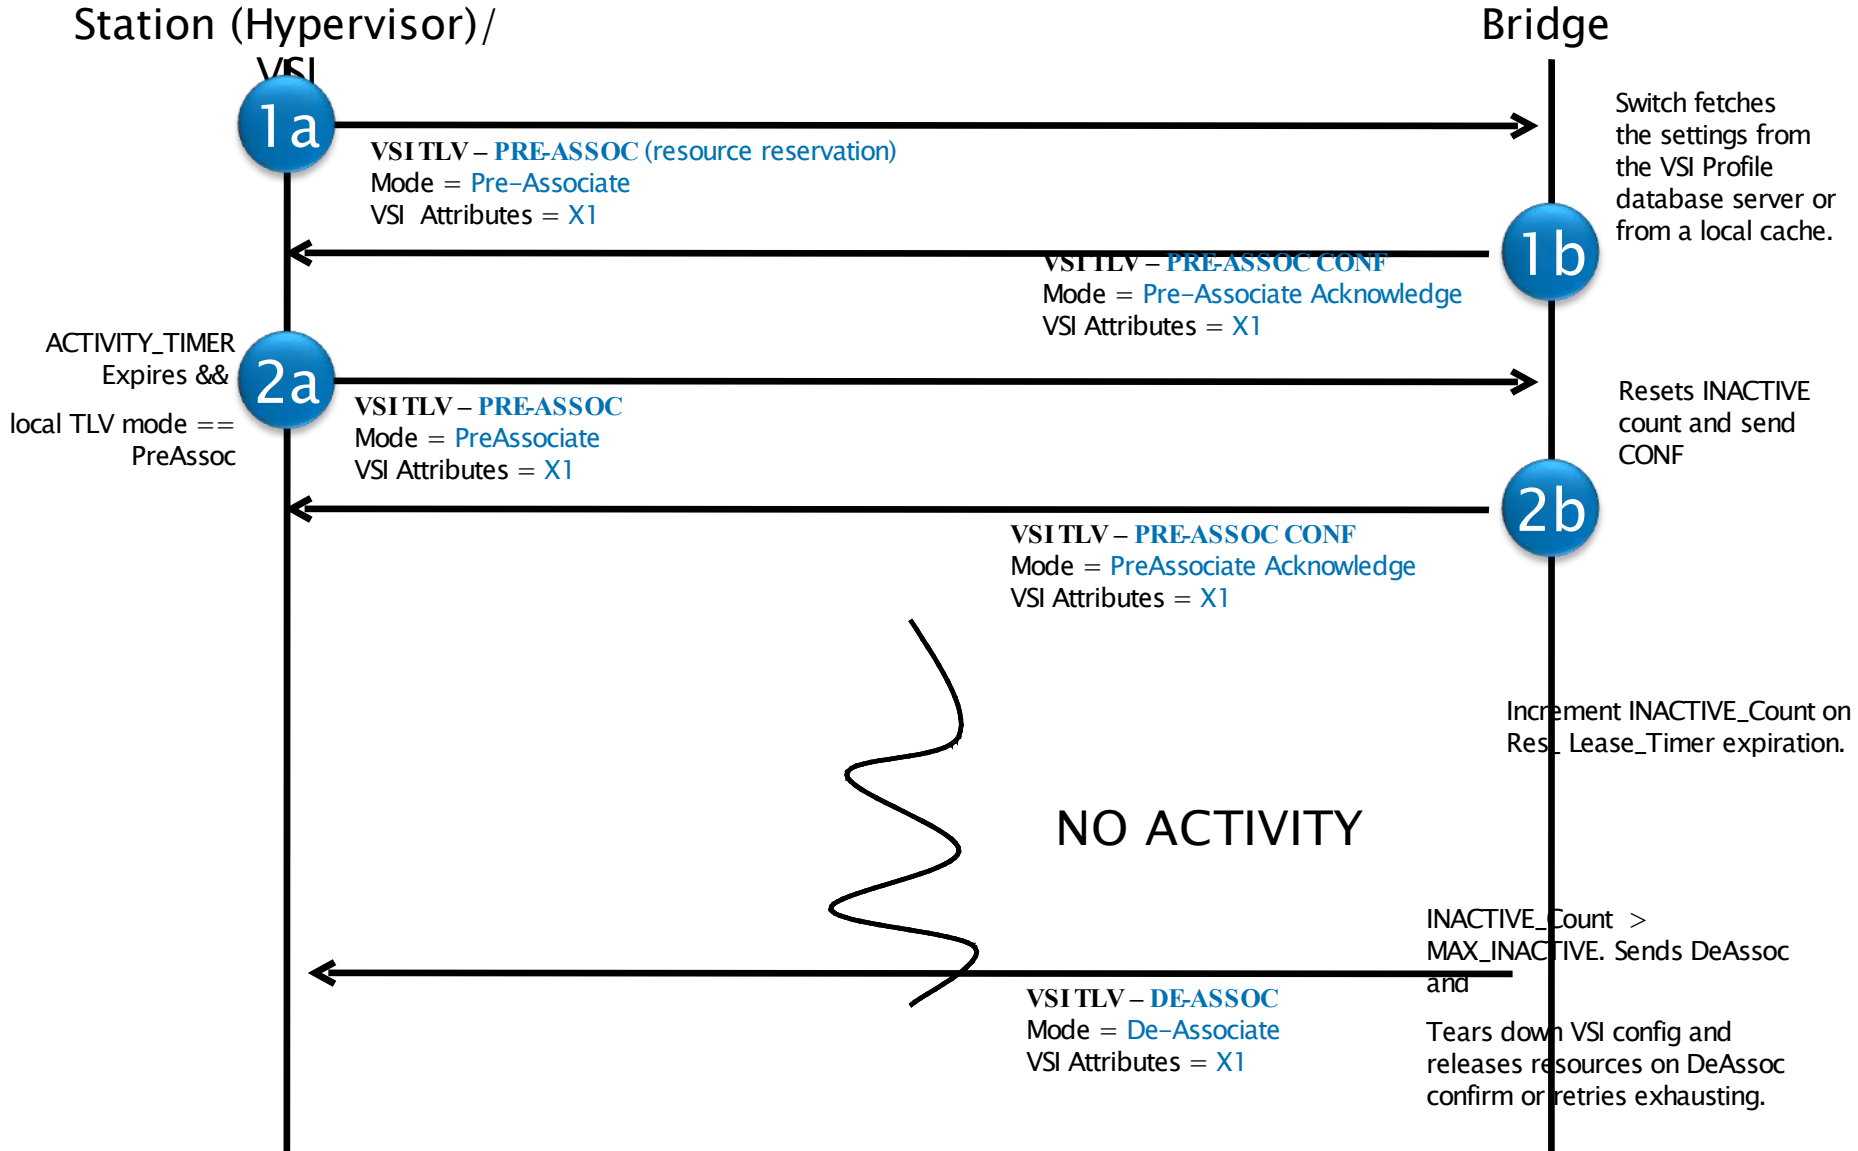 Station (Hypervisor)/
VSI
Bridge
1a
Switch fetches
the settings from
the VSI Profile
database server or
from a local cache.
VSI TLV – PRE-ASSOC (resource reservation)
Mode = Pre-Associate
VSI Attributes = X1
1b
VSI TLV – PRE-ASSOC CONF
Mode = Pre-Associate Acknowledge
VSI Attributes = X1
ACTIVITY_TIMER
Expires &&
local TLV mode ==
PreAssoc
2a
VSI TLV – PRE-ASSOC
Mode = PreAssociate
VSI Attributes = X1
Resets INACTIVE
count and send
CONF
2b
VSI TLV – PRE-ASSOC CONF
Mode = PreAssociate Acknowledge
VSI Attributes = X1
Increment INACTIVE_Count on
Res_ Lease_Timer expiration.
NO ACTIVITY
INACTIVE_Count >
MAX_INACTIVE. Sends DeAssoc
and
Tears down VSI config and
releases resources on DeAssoc
confirm or retries exhausting.
VSI TLV – DE-ASSOC
Mode = De-Associate
VSI Attributes = X1